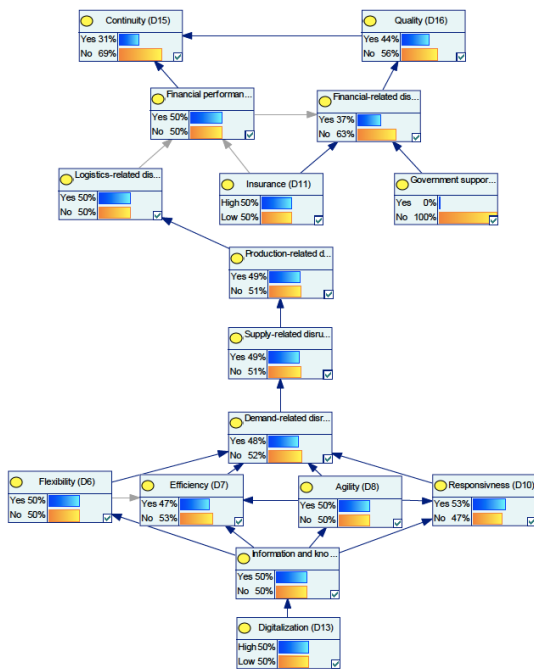 Continuity (D15)
Yes 31%
No 69%
Quality (D16)
Yes 44%
No 56%
Financial performan...
Yes 50%
No 50%
Financial-related dis...
Yes 37%
No 63%
Logistics-related dis...
Yes 50%
No 50%
Insurance (D11)
High 50%
Low 50%
Government suppor...
Yes 0%
No 100%
Production-related d...
Yes 49%
No 51%
Supply-related disru...
Yes 49%
No 51%
Demand-related disr...
Yes 48%
No 52%
Flexibility (D6)
Yes 50%
No 50%
Efficiency (D7)
Yes 47%
No 53%
Agility (D8)
Yes 50%
No 50%
Responsivness (D10)
Yes 53%
No 47%
Information and kno...
Yes 50%
No 50%
Digitalization (D13)
High 50%
Low 50%